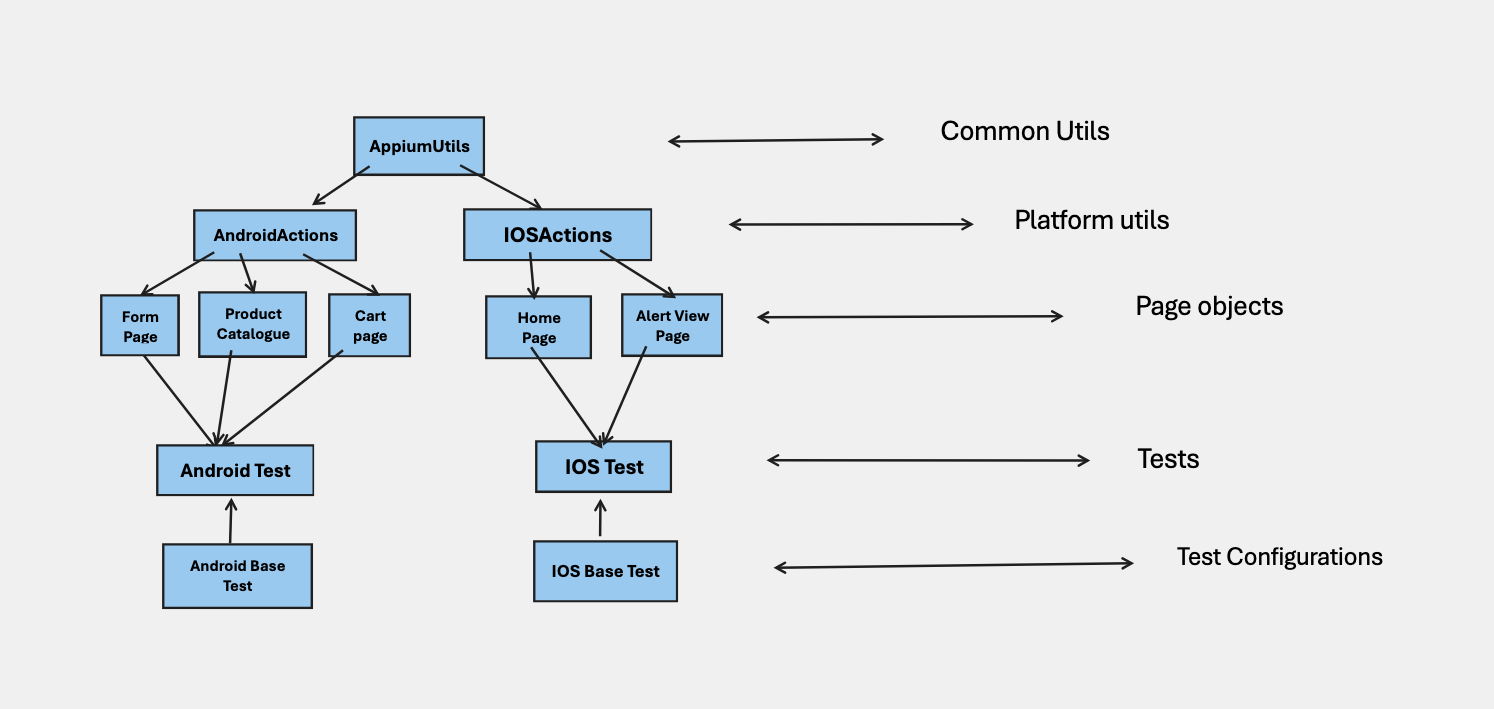 AppiumUtils
Common Utils
AndroidActions
IOSActions
Platform utils
Form
Page
Product
Catalogue
Cart
page
Home
Page
Alert View
Page
Page objects
Android Test
IOS Test
Tests
Android Base
Test
IOS Base Test
Test Configurations